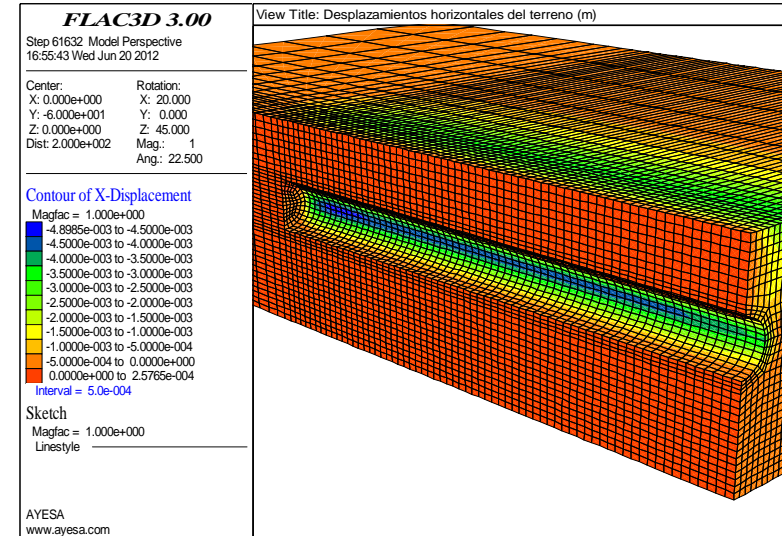 FLAC3D 3.00
Step 61632 Model Perspective
16:55:43 Wed Jun 20 2012
Center:
X: 0.000e+000
Y: -6.000e+001
Z: 0.000e+000
Dist: 2.000e+002
Rotation:
X: 20.000
Y: 0.000
Z: 45.000
Mag.: 1
Ang.: 22.500
Contour of X-Displacement
Magfac = 1.000e+000
-4.8985e-003 to -4.5000e-003
-4.5000e-003 to -4.0000e-003
-4.0000e-003 to -3.5000e-003
-3.5000e-003 to -3.0000e-003
-3.0000e-003 to -2.5000e-003
-2.5000e-003 to -2.0000e-003
-2.0000e-003 to -1.5000e-003
-1.5000e-003 to -1.0000e-003
-1.0000e-003 to -5.0000e-004
-5.0000e-004 to 0.0000e+000
0.0000e+000 to 2.5765e-004
Interval = 5.0e-004
Sketch
Magfac = 1.000e+000
Linestyle
AYESA
www.ayesa.com
View Title: Desplazamientos horizontales del terreno (m)